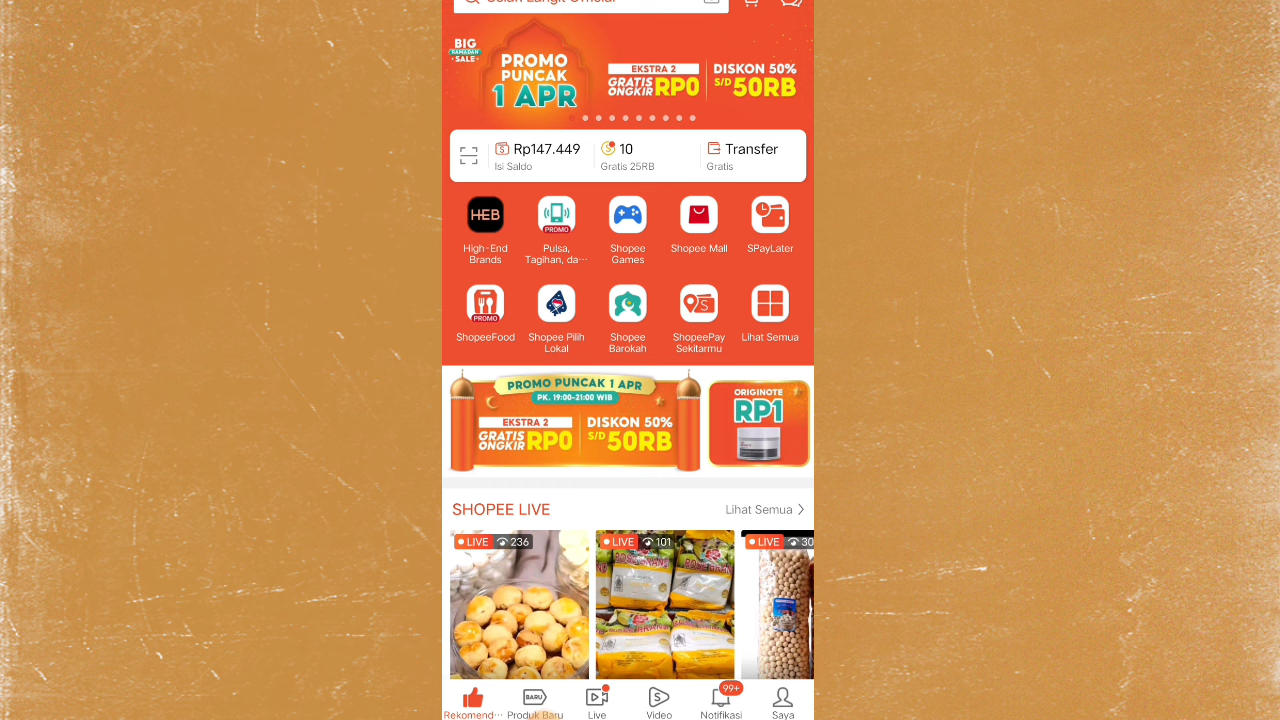 BIG
RAMADAN
SALE
PROMO
PUNCAK
1 APR
EKSTRA 2
GRATIS
ONGKIR
RP0
DISKON 50%
S/D 50RB
Rp147.449
Isi Saldo
10
Gratis 25RB
Transfer
Gratis
HEB
High-End
Brands
PROMO
Pulsa,
Tagihan, da…
Shopee
Games
Shopee Mall
SPayLater
PROMO
ShopeeFood
Shopee Pilih
Lokal
Shopee
Barokah
ShopeePay
Sekitarmu
Lihat Semua
PROMO PUNCAK 1 APR
PK. 19:00-21:00 WIB
EKSTRA 2
GRATIS
ONGKIR
RP0
DISKON 50%
S/D 50RB
ORIGINOTE
RP1
SHOPEE LIVE
Lihat Semua
LIVE 236
LIVE 101
LIVE 30
BARU
99+
Rekomend…
Produk Baru
Live
Video
Notifikasi
Saya